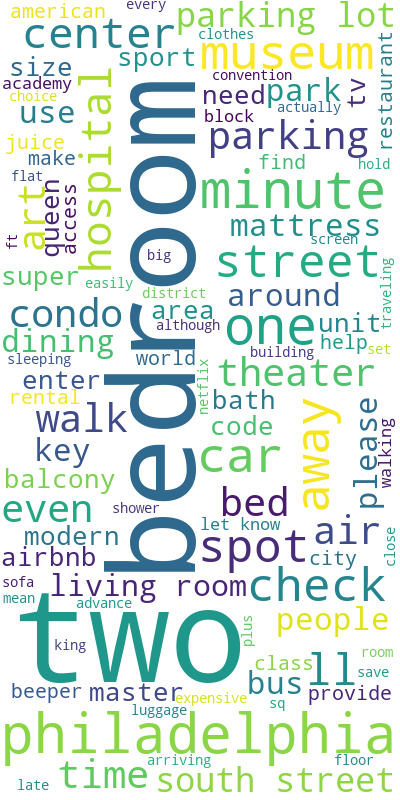 american every
parking lot
center clothes
sport museum
size convention
academy need park tv restaurant
choice actually
use block
juice parking
make find hold
flat hospital minute
art queen access
ft mattress
screen
big street
super easily traveling
district around
condo area one unit
although help
dining building set
sleeping world theater
enter netflix
rental bath
walk code away please walking
key car
balcony
even shower bed
bedroom let know air close
modern spot city
airbnb
sofa living room check
mean advance
two people
king plus
class room
ll save
beeper master bus provide
expensive
luggage sq
philadelphia
time arriving floor
late south street